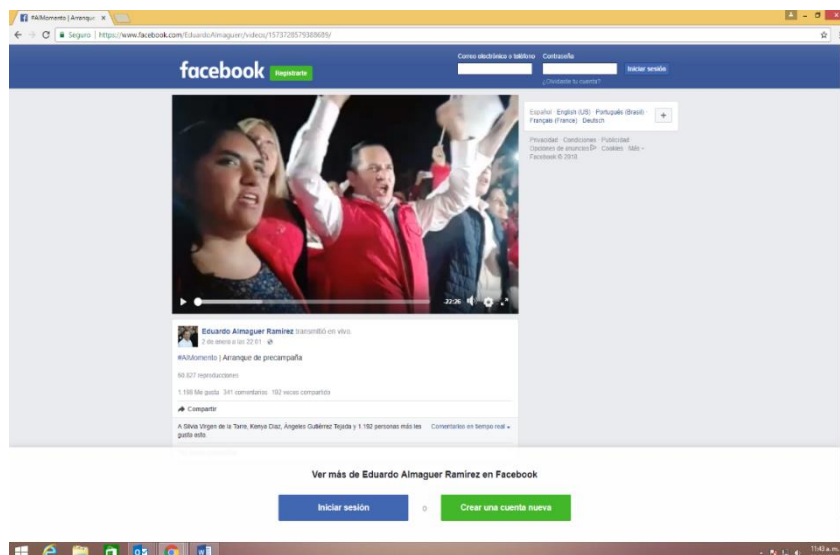 #AlMomento | Arranque
Seguro | https://www.facebook.com/EduardoAlmaguerr/videos/1573728579388689/
facebook
Registrarte
Correo electrónico o teléfono
Contraseña
Iniciar sesión
¿Olvidaste tu cuenta?
Español · English (US) · Português (Brasil) ·
Français (France) · Deutsch
+
Privacidad · Condiciones · Publicidad ·
Opciones de anuncios · Cookies · Más
Facebook © 2018
-22:26
Eduardo Almaguer Ramírez transmitió en vivo.
2 de enero a las 22:01
#AlMomento | Arranque de precampaña
60.627 reproducciones
1.198 Me gusta 341 comentarios 192 veces compartida
Compartir
A Silvia Virgen de la Torre, Kenya Díaz, Ángeles Gutiérrez Tejada y 1.192 personas más les
gusta esto.
Comentarios en tiempo real
Ver más de Eduardo Almaguer Ramírez en Facebook
Iniciar sesión
o
Crear una cuenta nueva
11:43 a. m.